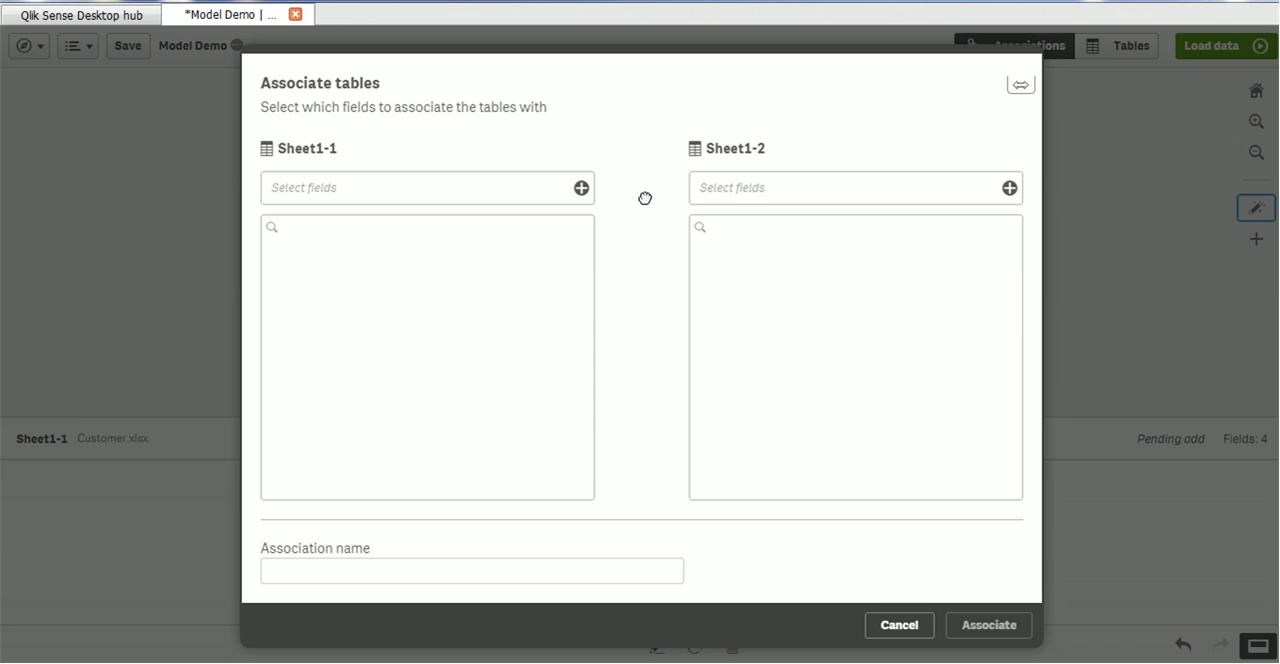 Qlik Sense Desktop hub
*Model Demo | ...
Save
Model Demo
Associations
Tables
Load data
Associate tables
Select which fields to associate the tables with
Sheet1-1
Sheet1-2
Select fields
Select fields
Sheet1-1 Customer.xlsx
Pending add Fields: 4
Association name
Cancel
Associate